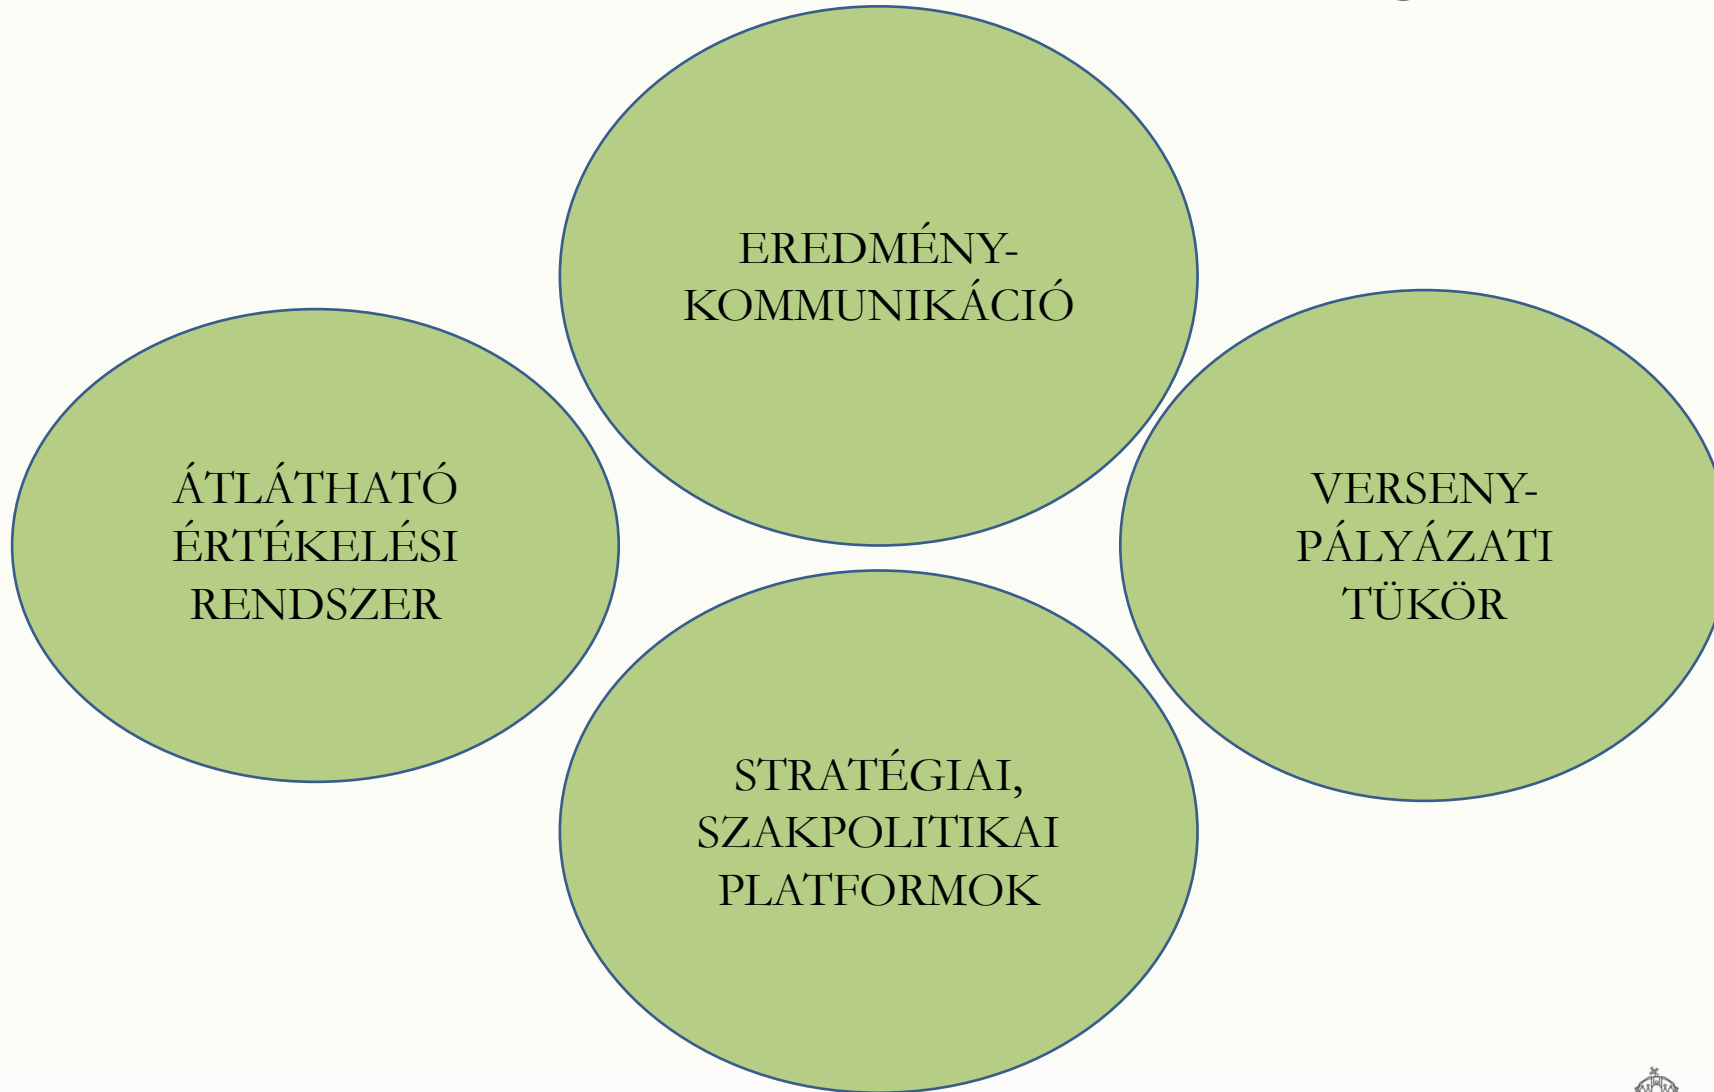 EREDMÉNY-
KOMMUNIKÁCIÓ
ÁTLÁTHATÓ
ÉRTÉKELÉSI
RENDSZER
VERSENY-
PÁLYÁZATI
TÜKÖR
STRATÉGIAI,
SZAKPOLITIKAI
PLATFORMOK